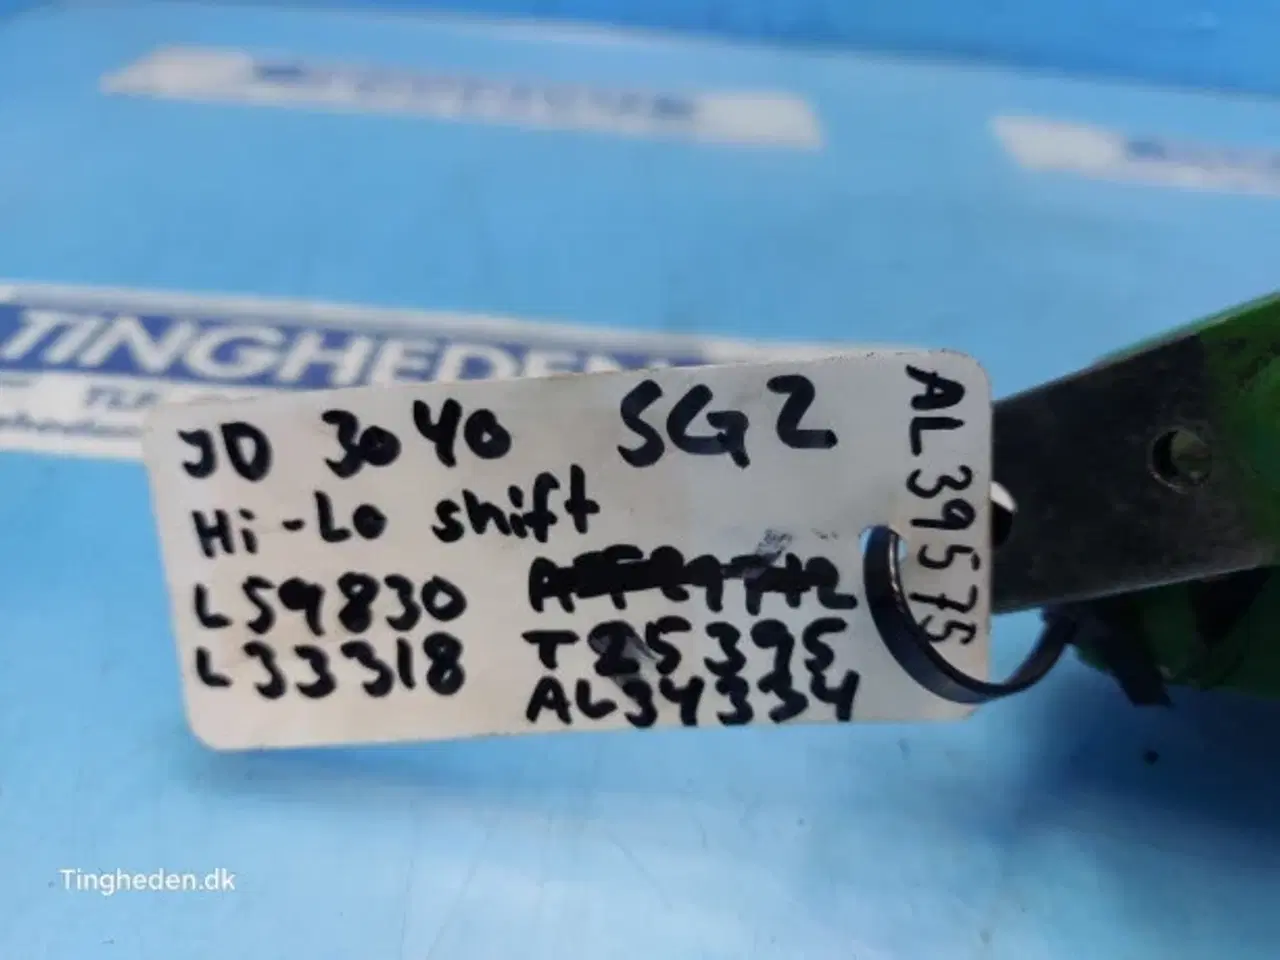 TINGHEDEN
JD 3040 SG2
Hi-Lo shift
L59830
L33318 T25395
AL34334
AL39575
Tingheden.dk